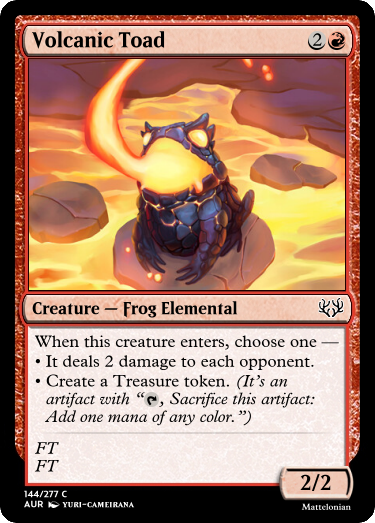 Volcanic Toad 2
Creature — Frog Elemental
When this creature enters, choose one —
• It deals 2 damage to each opponent.
• Create a Treasure token. (It's an
artifact with “, Sacrifice this artifact:
Add one mana of any color.”)
FT
FT
2/2
144/277 C
AUR YURI-CAMEIRANA
Mattelonian